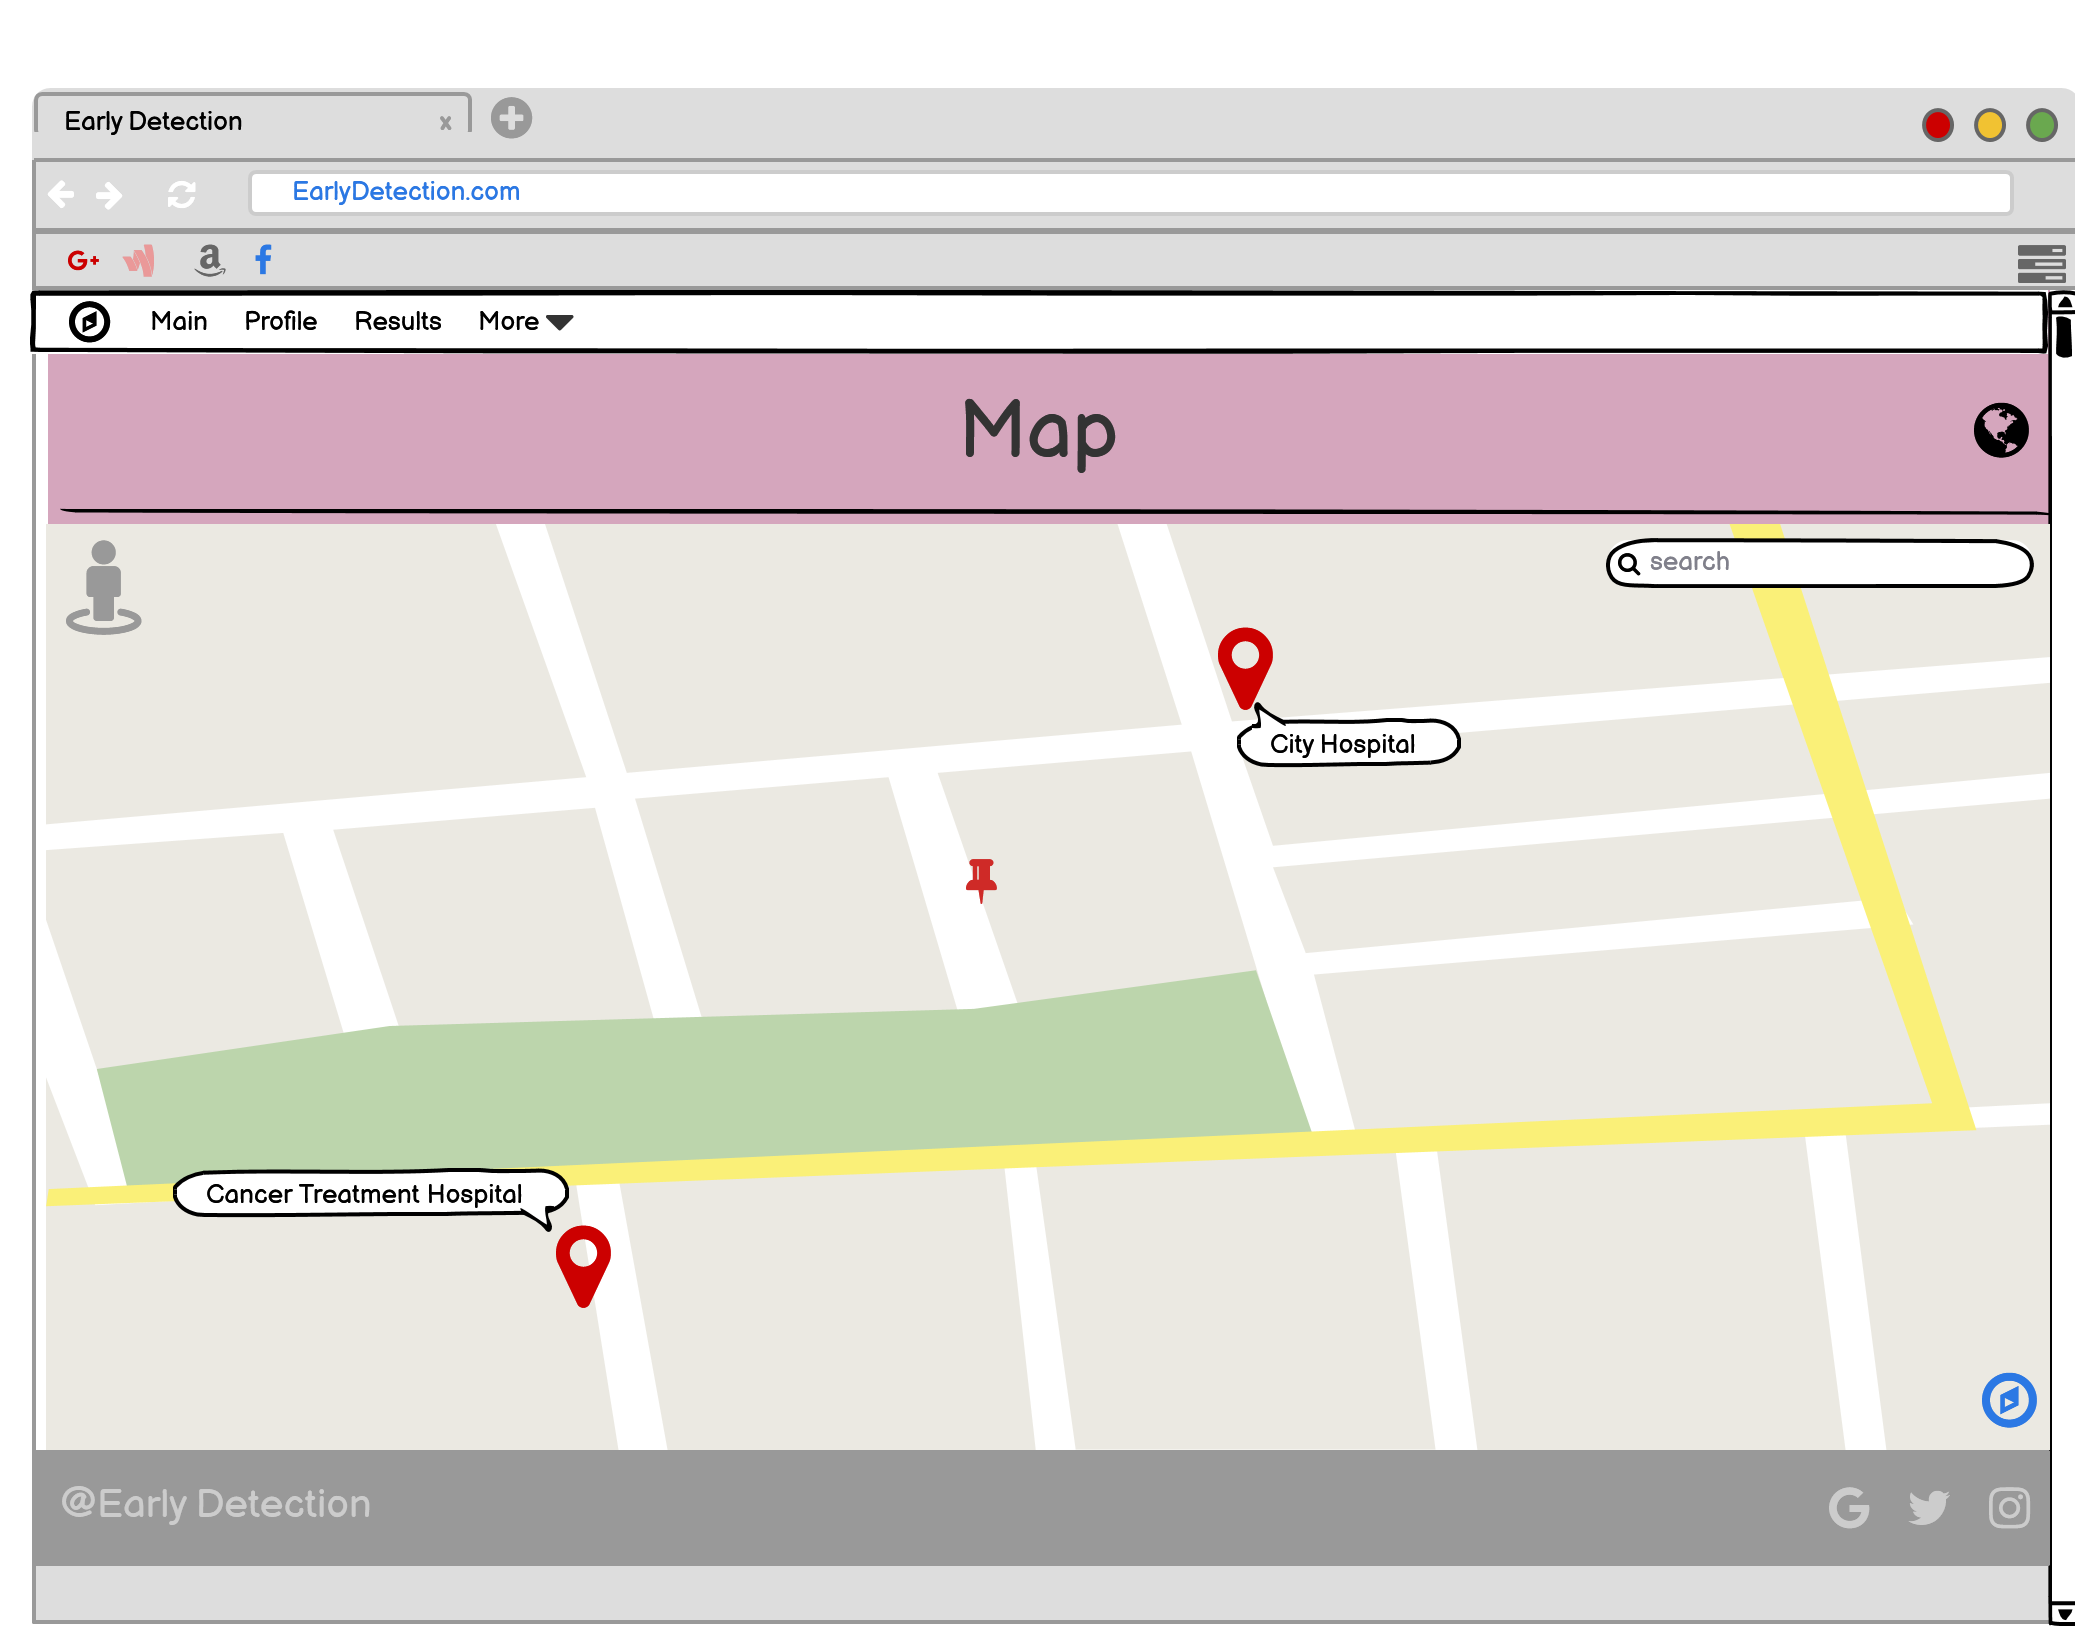 Early Detection x
EarlyDetection.com
G+ a f
Main Profile Results More
Map
search
City Hospital
Cancer Treatment Hospital
@Early Detection
G